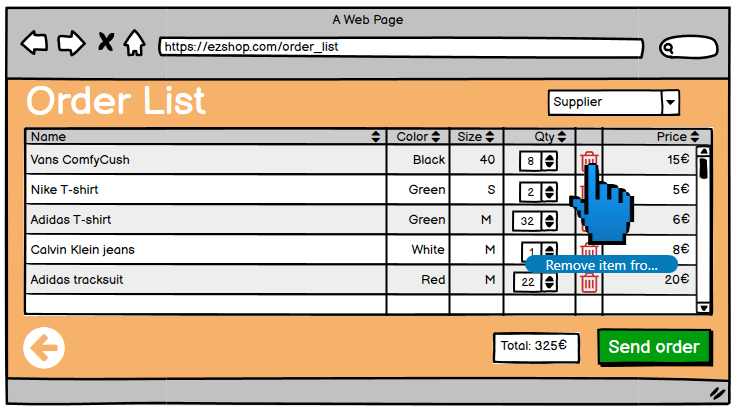 A Web Page
https://ezshop.com/order_list
Order List
Supplier
Name Color Size Qty Price
Vans ComfyCush Black 40 8 15€
Nike T-shirt Green S 2 5€
Adidas T-shirt Green M 32 6€
Calvin Klein jeans White M 1 8€
Remove item fro...
Adidas tracksuit Red M 22 20€
Total: 325€
Send order